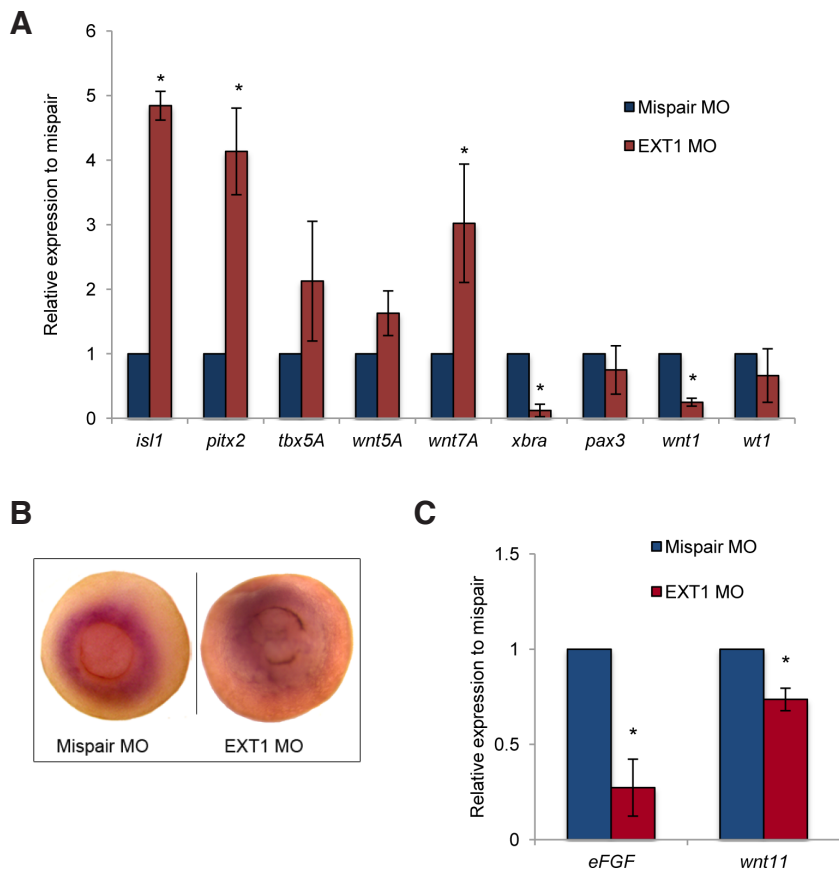 A
Relative expression to mispair
6
5
4
3
2
1
0
*
*
*
*
*
Mispair MO
EXT1 MO
isl1 pitx2 tbx5A wnt5A wnt7A xbra pax3 wnt1 wt1
B
Mispair MO EXT1 MO
C
Relative expression to mispair
1.5
1
0.5
0
Mispair MO
EXT1 MO
*
*
eFGF wnt11